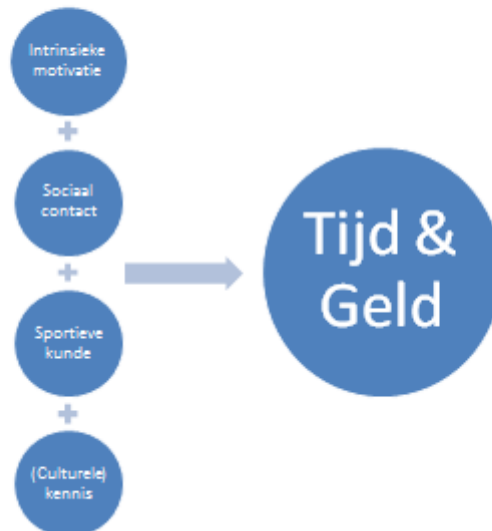 Intrinsieke
motivatie
+
Sociaal
contact
+
Sportieve
kunde
+
(Culturele)
kennis
Tijd &
Geld